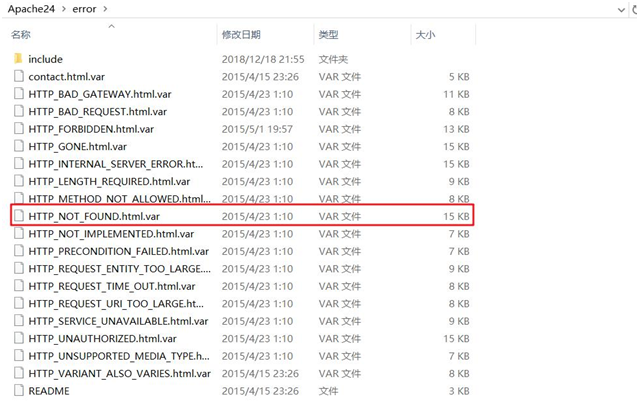 Apache24 > error >
名称 修改日期 类型 大小
include 2018/12/18 21:55 文件夹
contact.html.var 2015/4/15 23:26 VAR 文件 5 KB
HTTP_BAD_GATEWAY.html.var 2015/4/23 1:10 VAR 文件 11 KB
HTTP_BAD_REQUEST.html.var 2015/4/23 1:10 VAR 文件 8 KB
HTTP_FORBIDDEN.html.var 2015/5/1 19:57 VAR 文件 13 KB
HTTP_GONE.html.var 2015/4/23 1:10 VAR 文件 15 KB
HTTP_INTERNAL_SERVER_ERROR.ht... 2015/4/23 1:10 VAR 文件 15 KB
HTTP_LENGTH_REQUIRED.html.var 2015/4/23 1:10 VAR 文件 9 KB
HTTP_METHOD_NOT_ALLOWED.html... 2015/4/23 1:10 VAR 文件 8 KB
HTTP_NOT_FOUND.html.var 2015/4/23 1:10 VAR 文件 15 KB
HTTP_NOT_IMPLEMENTED.html.var 2015/4/23 1:10 VAR 文件 7 KB
HTTP_PRECONDITION_FAILED.html.var 2015/4/23 1:10 VAR 文件 7 KB
HTTP_REQUEST_ENTITY_TOO_LARGE.... 2015/4/23 1:10 VAR 文件 9 KB
HTTP_REQUEST_TIME_OUT.html.var 2015/4/23 1:10 VAR 文件 8 KB
HTTP_REQUEST_URI_TOO_LARGE.ht... 2015/4/23 1:10 VAR 文件 8 KB
HTTP_SERVICE_UNAVAILABLE.html.var 2015/4/23 1:10 VAR 文件 9 KB
HTTP_UNAUTHORIZED.html.var 2015/4/23 1:10 VAR 文件 15 KB
HTTP_UNSUPPORTED_MEDIA_TYPE.h... 2015/4/23 1:10 VAR 文件 7 KB
HTTP_VARIANT_ALSO_VARIES.html.var 2015/4/15 23:26 VAR 文件 8 KB
README 2015/4/15 23:26 文件 3 KB